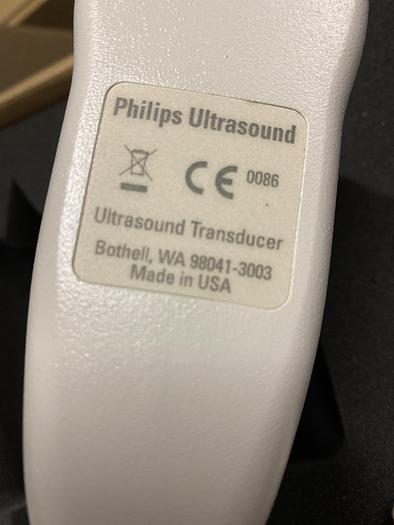 Philips Ultrasound
CE 0086
Ultrasound Transducer
Bothell, WA 98041-3003
Made in USA